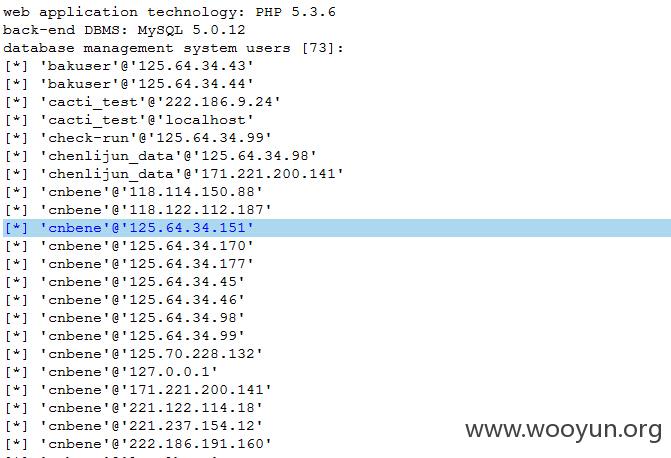 web application technology: PHP 5.3.6
back-end DBMS: MySQL 5.0.12
database management system users [73]:
[*] 'bakuser'@'125.64.34.43'
[*] 'bakuser'@'125.64.34.44'
[*] 'cacti_test'@'222.186.9.24'
[*] 'cacti_test'@'localhost'
[*] 'check-run'@'125.64.34.99'
[*] 'chenlijun_data'@'125.64.34.98'
[*] 'chenlijun_data'@'171.221.200.141'
[*] 'cnbene'@'118.114.150.88'
[*] 'cnbene'@'118.122.112.187'
[*] 'cnbene'@'125.64.34.151'
[*] 'cnbene'@'125.64.34.170'
[*] 'cnbene'@'125.64.34.177'
[*] 'cnbene'@'125.64.34.45'
[*] 'cnbene'@'125.64.34.46'
[*] 'cnbene'@'125.64.34.98'
[*] 'cnbene'@'125.64.34.99'
[*] 'cnbene'@'125.70.228.132'
[*] 'cnbene'@'127.0.0.1'
[*] 'cnbene'@'171.221.200.141'
[*] 'cnbene'@'221.122.114.18'
[*] 'cnbene'@'221.237.154.12'
[*] 'cnbene'@'222.186.191.160'
www.wooyun.org